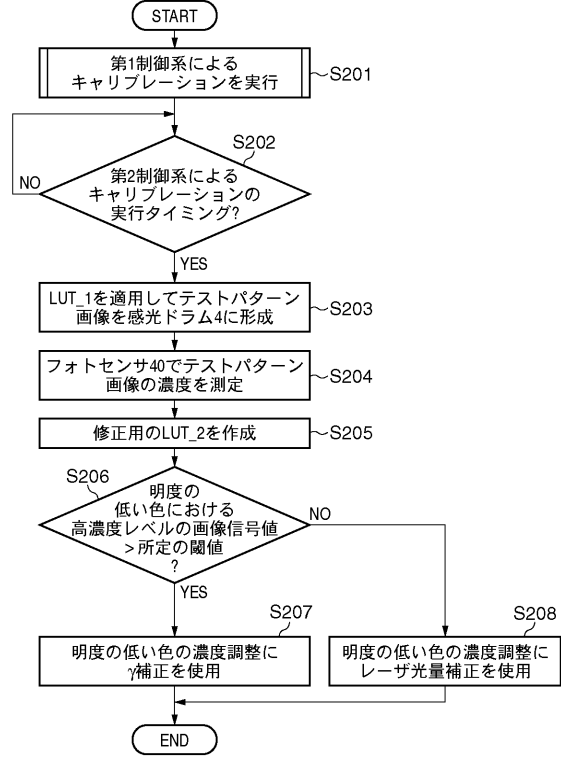 START
第1制御系による
キャリブレーションを実行
S201
S202
第2制御系による
キャリブレーションの
実行タイミング?
NO
YES
LUT_1を適用してテストパターン
画像を感光ドラム4に形成
S203
フォトセンサ40でテストパターン
画像の濃度を測定
S204
修正用のLUT_2を作成
S205
S206
明度の
低い色における
高濃度レベルの画像信号値
>所定の閾値
?
NO
YES
S207
明度の低い色の濃度調整に
γ補正を使用
S208
明度の低い色の濃度調整に
レーザ光量補正を使用
END